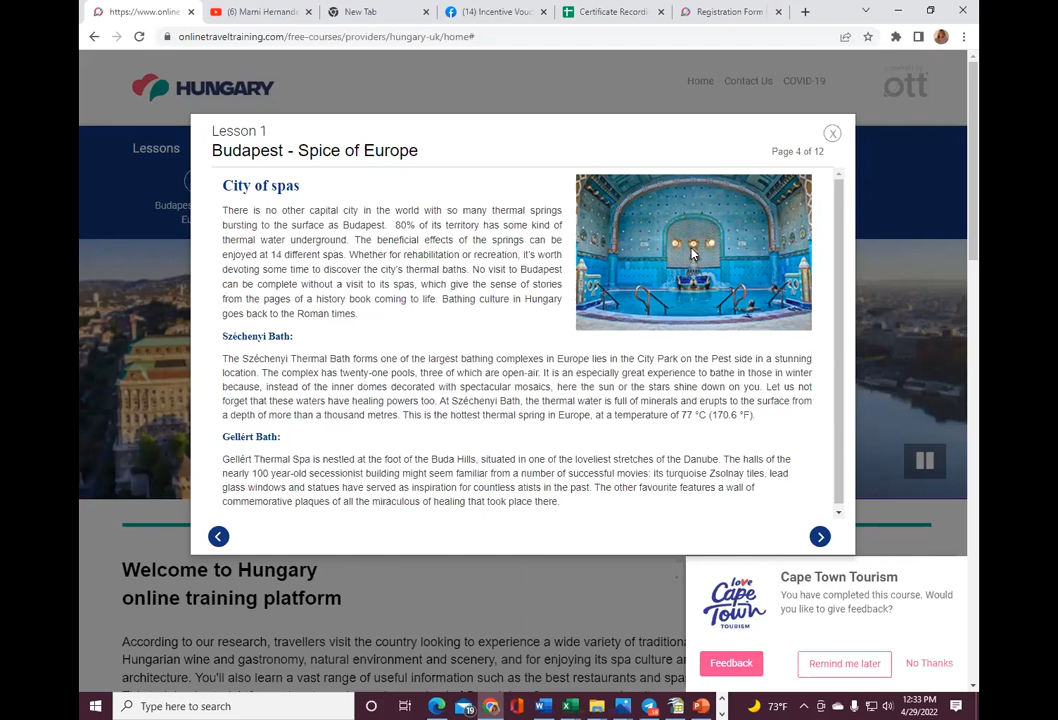 https://www.online
(6) Marni Hernande
New Tab
(14) Incentive Vouc
Certificate Recordi
Registration Form
onlinetraveltraining.com/free-courses/providers/hungary-uk/home#
HUNGARY
Home Contact Us COVID-19
powered by
ott
Lessons
Budapes
Eu
Lesson 1
Budapest - Spice of Europe
X
Page 4 of 12
City of spas
There is no other capital city in the world with so many thermal springs
bursting to the surface as Budapest. 80% of its territory has some kind of
thermal water underground. The beneficial effects of the springs can be
enjoyed at 14 different spas. Whether for rehabilitation or recreation, it's worth
devoting some time to discover the city's thermal baths. No visit to Budapest
can be complete without a visit to its spas, which give the sense of stories
from the pages of a history book coming to life. Bathing culture in Hungary
goes back to the Roman times.
Széchenyi Bath:
The Széchenyi Thermal Bath forms one of the largest bathing complexes in Europe lies in the City Park on the Pest side in a stunning
location. The complex has twenty-one pools, three of which are open-air. It is an especially great experience to bathe in those in winter
because, instead of the inner domes decorated with spectacular mosaics, here the sun or the stars shine down on you. Let us not
forget that these waters have healing powers too. At Széchenyi Bath, the thermal water is full of minerals and erupts to the surface from
a depth of more than a thousand metres. This is the hottest thermal spring in Europe, at a temperature of 77 °C (170.6 °F).
Gellért Bath:
Gellért Thermal Spa is nestled at the foot of the Buda Hills, situated in one of the loveliest stretches of the Danube. The halls of the
nearly 100 year-old secessionist building might seem familiar from a number of successful movies: its turquoise Zsolnay tiles, lead
glass windows and statues have served as inspiration for countless atists in the past. The other favourite features a wall of
commemorative plaques of all the miraculous of healing that took place there.
Welcome to Hungary
online training platform
According to our research, travellers visit the country looking to experience a wide variety of traditiona
Hungarian wine and gastronomy, natural environment and scenery, and for enjoying its spa culture ar
architecture. You'll also learn a vast range of useful information such as the best restaurants and spa
love
Cape
Town
TOURISM
Cape Town Tourism
You have completed this course. Would
you like to give feedback?
Feedback
Remind me later
No Thanks
Type here to search
73°F
12:33 PM
4/29/2022